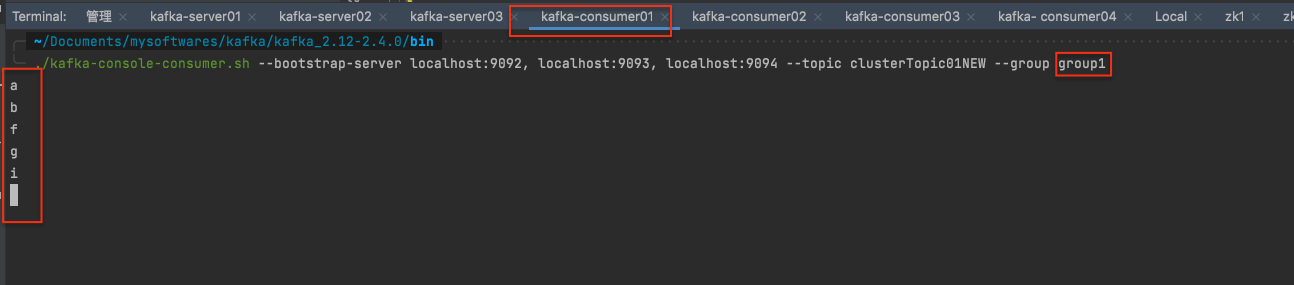 Terminal: 管理 × kafka-server01 × kafka-server02 × kafka-server03 × kafka-consumer01 × kafka-consumer02 × kafka-consumer03 × kafka- consumer04 × Local × zk1 ×
~/Documents/mysoftwares/kafka/kafka_2.12-2.4.0/bin
./kafka-console-consumer.sh --bootstrap-server localhost:9092, localhost:9093, localhost:9094 --topic clusterTopic01NEW --group group1
a
b
f
g
i